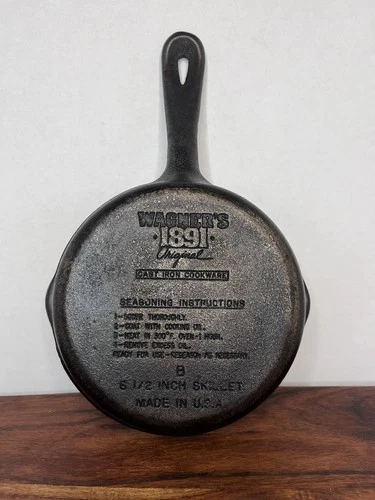 WAGNER'S
1891
Original
CAST IRON COOKWARE
SEASONING INSTRUCTIONS
1-SCOUR THOROUGHLY.
2-COAT WITH COOKING OIL.
3-HEAT IN 300°F. OVEN-1 HOUR.
4-REMOVE EXCESS OIL.
READY FOR USE-RESEASON AS NECESSARY.
B
6 1/2 INCH SKILLET
MADE IN U.S.A.